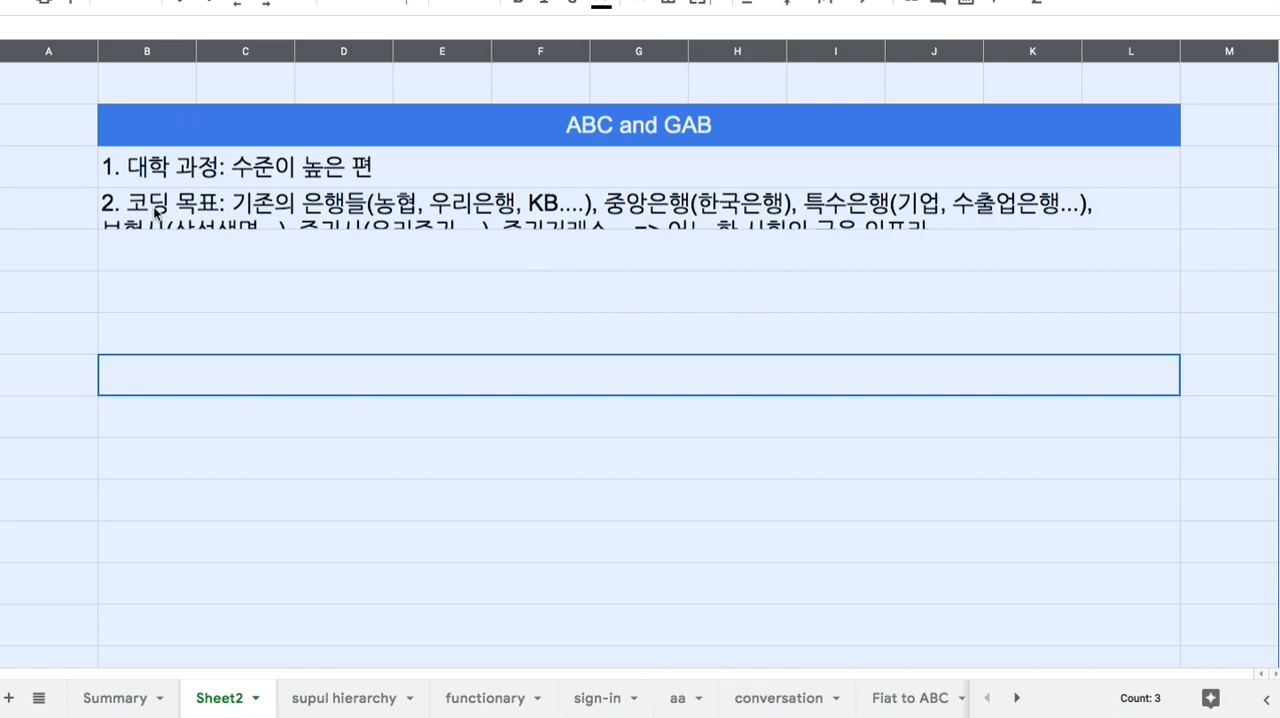 A B C D E F G H I J K L M
ABC and GAB
1. 대학 과정: 수준이 높은 편
2. 코딩 목표: 기존의 은행들(농협, 우리은행, KB....), 중앙은행(한국은행), 특수은행(기업, 수출업은행...),
Summary Sheet2 supul hierarchy functionary sign-in aa conversation Fiat to ABC Count: 3